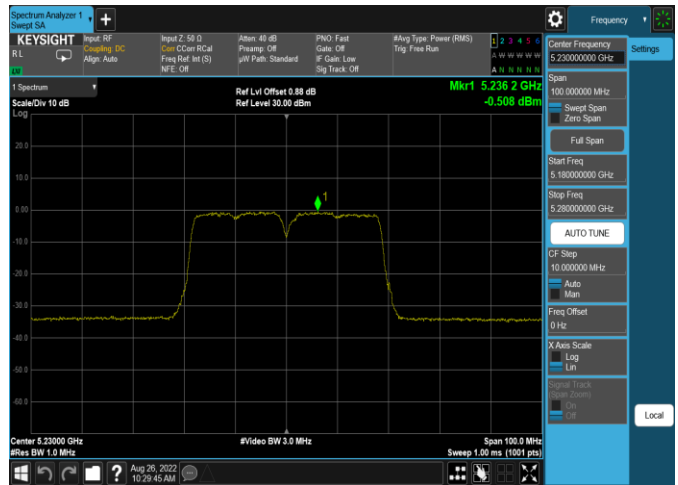 Spectrum Analyzer 1
Swept SA
Frequency
KEYSIGHT
RL
Input: RF
Coupling: DC
Align: Auto
Input Z: 50 Ω
Corr CCorr RCal
Freq Ref: Int (S)
NFE: Off
Atten: 40 dB
Preamp: Off
µW Path: Standard
PNO: Fast
Gate: Off
IF Gain: Low
Sig Track: Off
#Avg Type: Power (RMS)
Trig: Free Run
1 2 3 4 5 6
A W W W W W
A N N N N N
LXI
1 Spectrum
Scale/Div 10 dB
Log
Ref Lvl Offset 0.88 dB
Ref Level 30.00 dBm
Mkr1 5.236 2 GHz
-0.508 dBm
20.0
10.0
0.00
-10.0
-20.0
-30.0
-40.0
-50.0
-60.0
1
Center 5.23000 GHz
#Res BW 1.0 MHz
#Video BW 3.0 MHz
Span 100.0 MHz
Sweep 1.00 ms (1001 pts)
Aug 26, 2022
10:29:45 AM
Center Frequency
5.230000000 GHz
Settings
Span
100.000000 MHz
Swept Span
Zero Span
Full Span
Start Freq
5.180000000 GHz
Stop Freq
5.280000000 GHz
AUTO TUNE
CF Step
10.000000 MHz
Auto
Man
Freq Offset
0 Hz
X Axis Scale
Log
Lin
Signal Track
(Span Zoom)
On
Off
Local